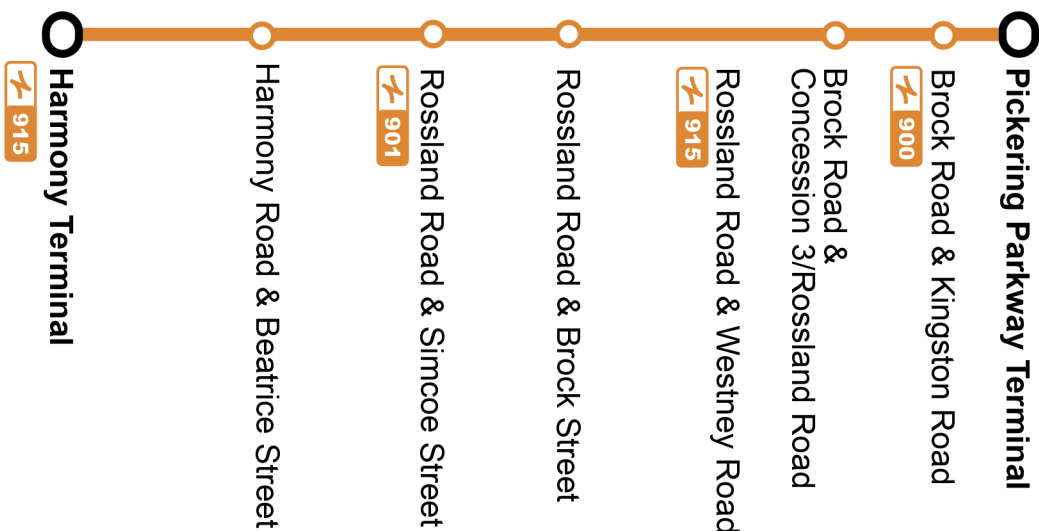 Pickering Parkway Terminal
Brock Road & Kingston Road
900
Brock Road &
Concession 3/Rossland Road
Rossland Road & Westney Road
915
Rossland Road & Brock Street
Rossland Road & Simcoe Street
901
Harmony Road & Beatrice Street
Harmony Terminal
915